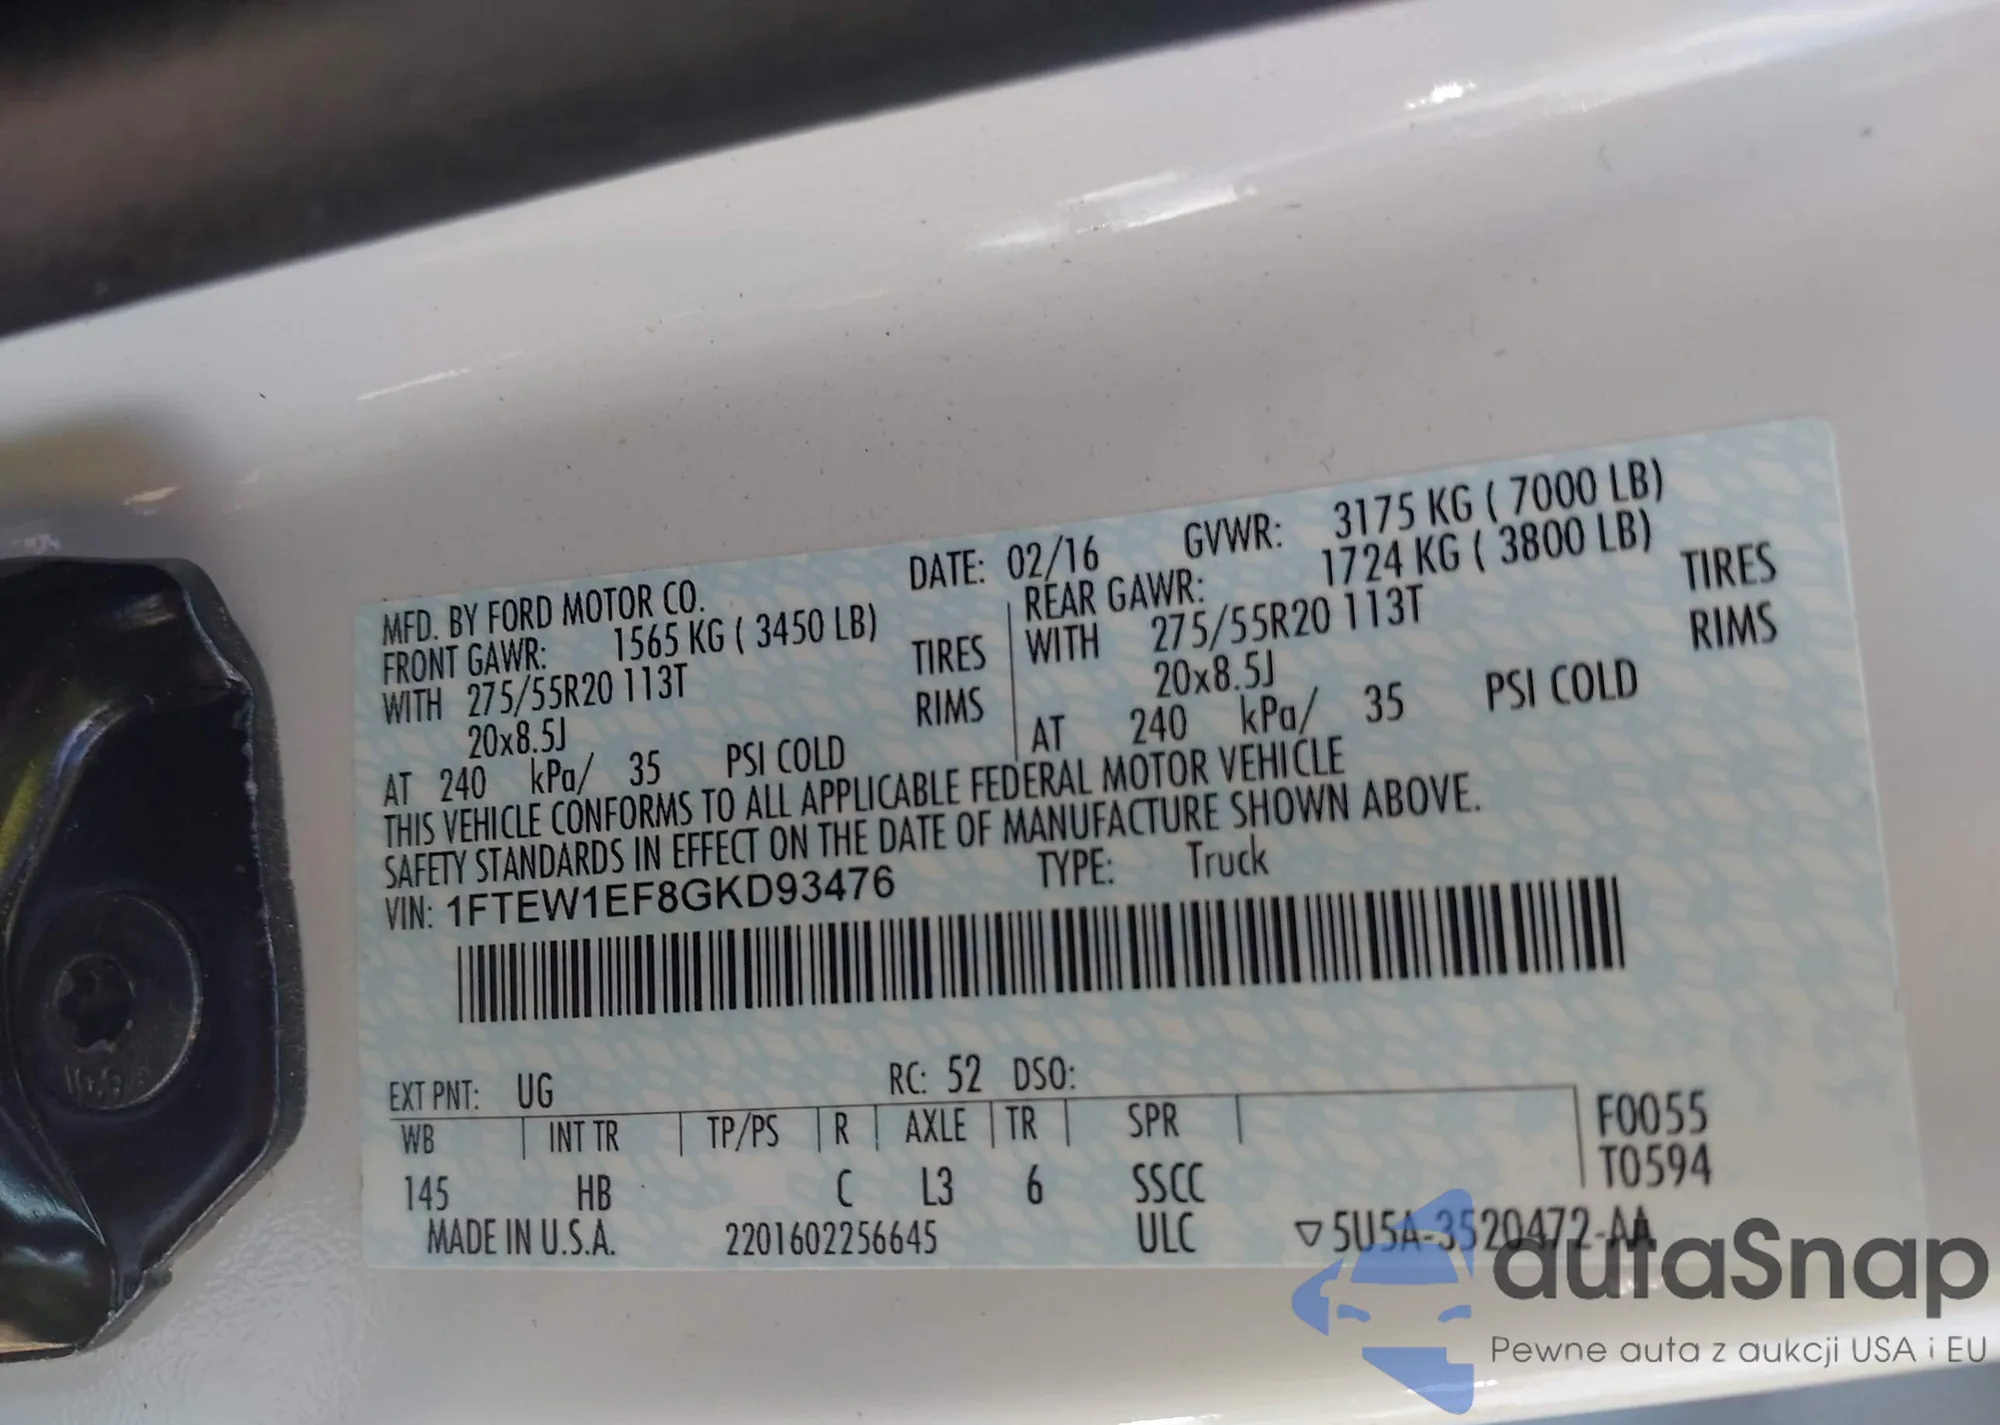 MFD. BY FORD MOTOR CO. DATE: 02/16 GVWR: 3175 KG ( 7000 LB)
FRONT GAWR: 1565 KG ( 3450 LB) REAR GAWR: 1724 KG ( 3800 LB)
WITH 275/55R20 113T TIRES WITH 275/55R20 113T TIRES
20x8.5J RIMS 20x8.5J RIMS
AT 240 kPa/ 35 PSI COLD AT 240 kPa/ 35 PSI COLD
THIS VEHICLE CONFORMS TO ALL APPLICABLE FEDERAL MOTOR VEHICLE
SAFETY STANDARDS IN EFFECT ON THE DATE OF MANUFACTURE SHOWN ABOVE.
VIN: 1FTEW1EF8GKD93476 TYPE: Truck
EXT PNT: UG RC: 52 DSO:
WB INT TR TP/PS R AXLE TR SPR F0055
145 HB C L3 6 SSCC T0594
MADE IN U.S.A. 2201602256645 ULC ▽5U5A-3520472-AA
autaSnap
Pewne auta z aukcji USA i EU